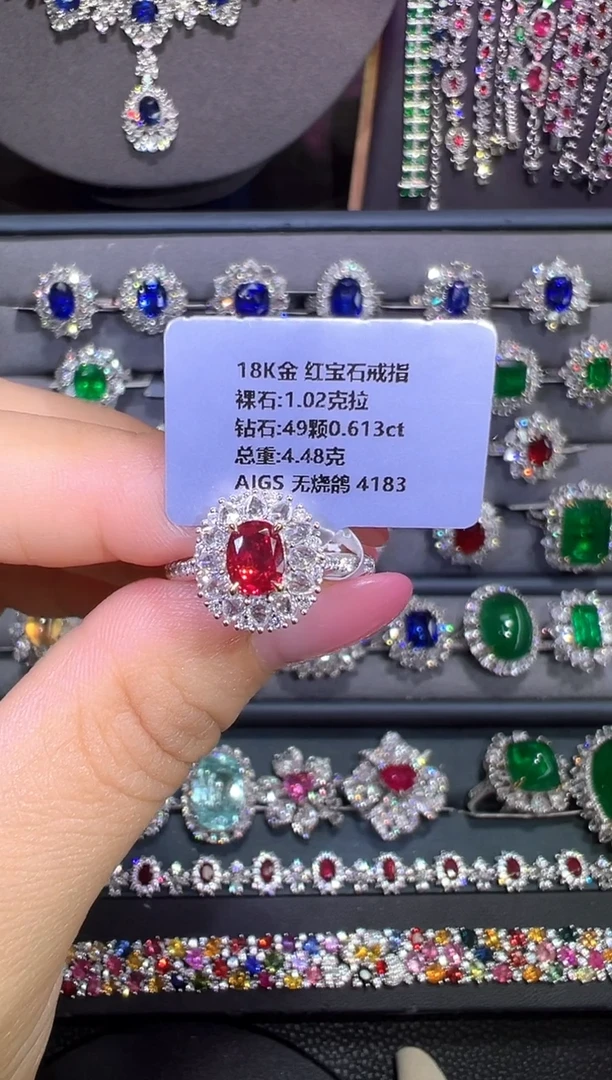 18K金 红宝石戒指
裸石:1.02克拉
钻石:49颗0.613ct
总重:4.48克
AIGS 无烧鸽 4183